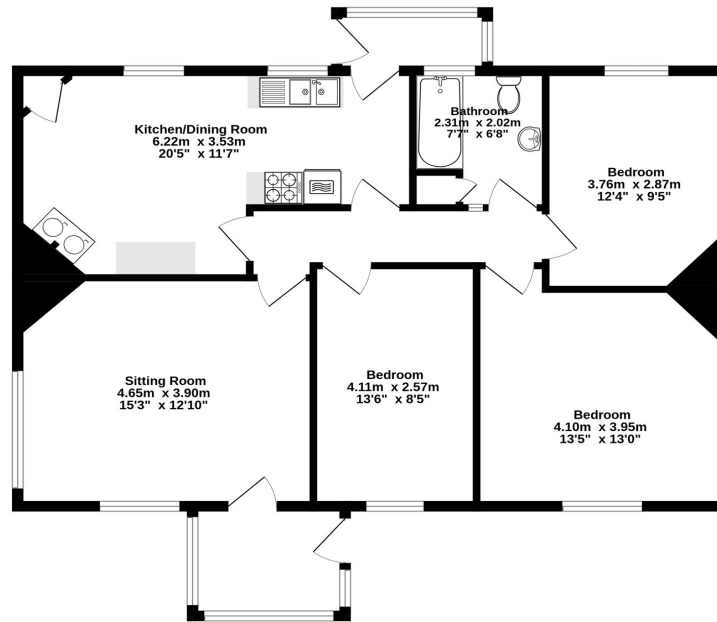 Kitchen/Dining Room
6.22m x 3.53m
20'5" x 11'7"
Bathroom
2.31m x 2.02m
7'7" x 6'8"
Bedroom
3.76m x 2.87m
12'4" x 9'5"
Sitting Room
4.65m x 3.90m
15'3" x 12'10"
Bedroom
4.11m x 2.57m
13'6" x 8'5"
Bedroom
4.10m x 3.95m
13'5" x 13'0"